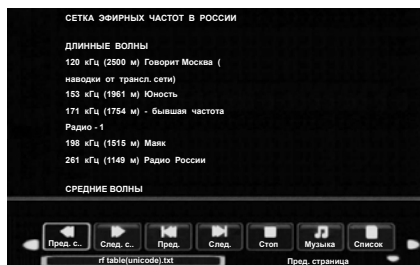 СЕТКА ЭФИРНЫХ ЧАСТОТ В РОССИИ
ДЛИННЫЕ ВОЛНЫ
120 кГц (2500 м) Говорит Москва (
наводки от трансл. сети)
153 кГц (1961 м) Юность
171 кГц (1754 м) - бывшая частота
Радио - 1
198 кГц (1515 м) Маяк
261 кГц (1149 м) Радио России
СРЕДНИЕ ВОЛНЫ
Пред. с.. След. с.. Пред. След. Стоп Музыка Список
rf table(unicode).txt Пред. страница